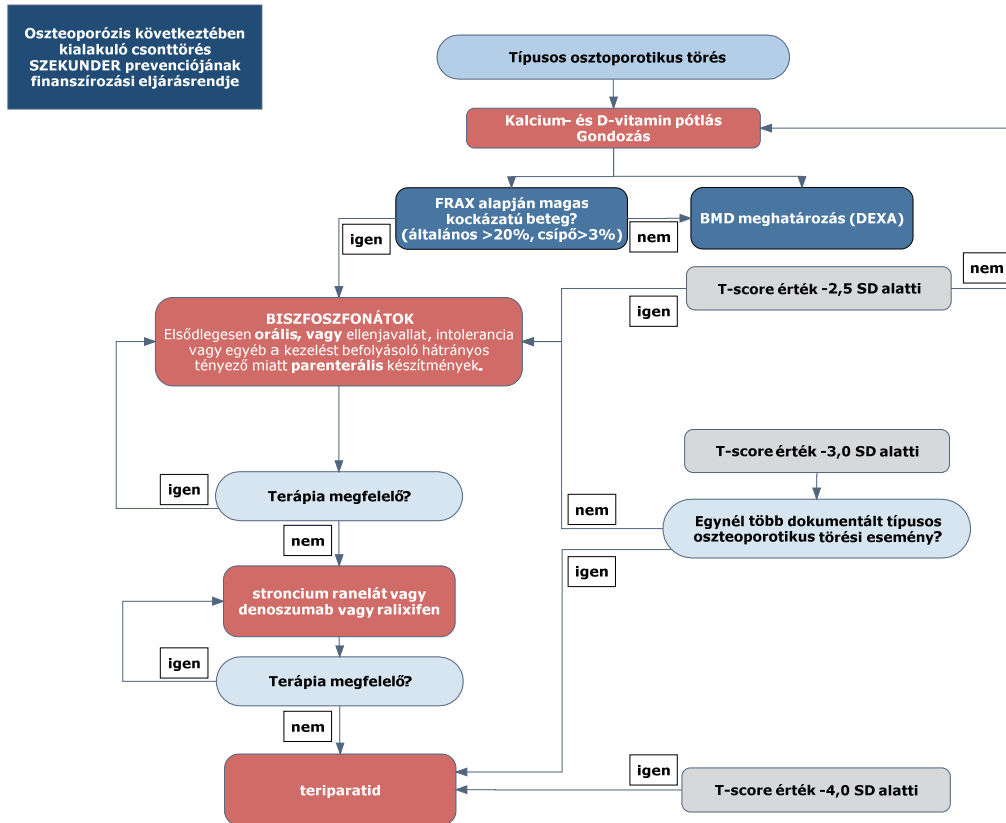 Oszteoporózis következtében
kialakuló csonttörés
SZEKUNDER prevenciójának
finanszírozási eljárásrendje
Típusos osztoporotikus törés
Kalcium– és D-vitamin pótlás
Gondozás
FRAX alapján magas
kockázatú beteg?
(általános >20%, csípő>3%)
BMD meghatározás (DEXA)
igen
nem
T-score érték -2,5 SD alatti
nem
igen
BISZFOSZFONÁTOK
Elsődlegesen orális, vagy ellenjavallat, intolerancia
vagy egyéb a kezelést befolyásoló hátrányos
tényező miatt parenterális készítmények.
T-score érték -3,0 SD alatti
igen
Terápia megfelelő?
nem
Egynél több dokumentált típusos
oszteoporotikus törési esemény?
nem
igen
stroncium ranelát vagy
denoszumab vagy ralixifen
igen
Terápia megfelelő?
nem
teriparatid
igen
T-score érték -4,0 SD alatti